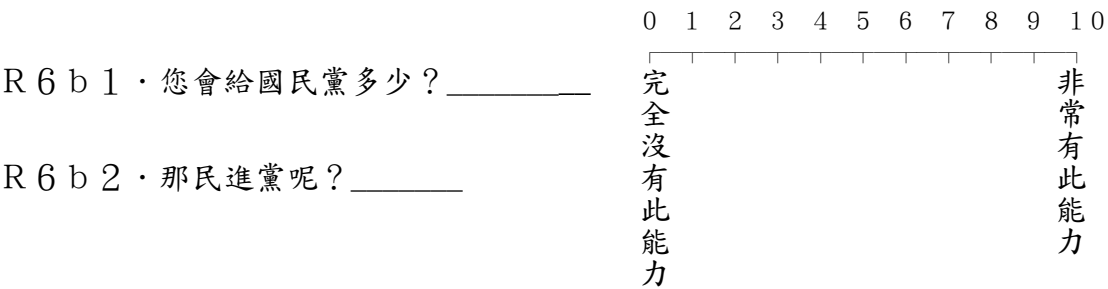 0 1 2 3 4 5 6 7 8 9 10
R6b1．您會給國民黨多少？_________
R6b2．那民進黨呢？_______
完全沒有此能力
非常有此能力